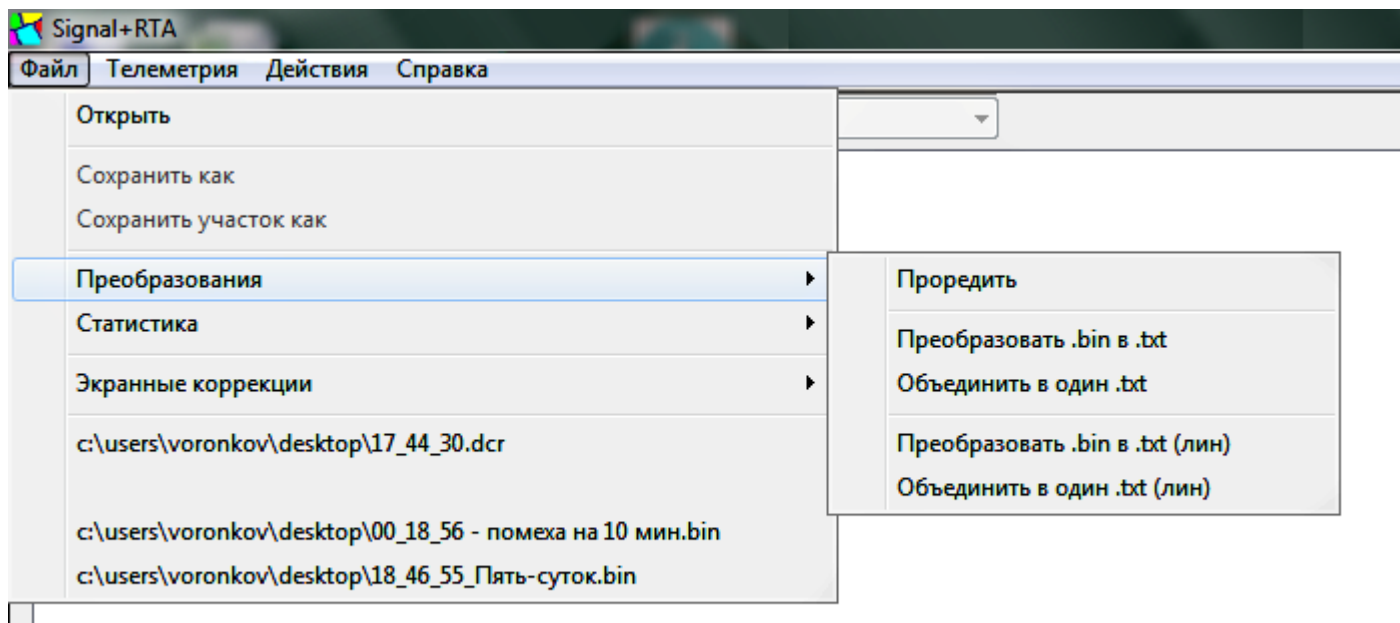 Signal+RTA
Файл Телеметрия Действия Справка
Открыть
Сохранить как
Сохранить участок как
Преобразования
Статистика
Экранные коррекции
c:\users\voronkov\desktop\17_44_30.dcr
c:\users\voronkov\desktop\00_18_56 - помеха на 10 мин.bin
c:\users\voronkov\desktop\18_46_55_Пять-суток.bin
Проредить
Преобразовать .bin в .txt
Объединить в один .txt
Преобразовать .bin в .txt (лин)
Объединить в один .txt (лин)